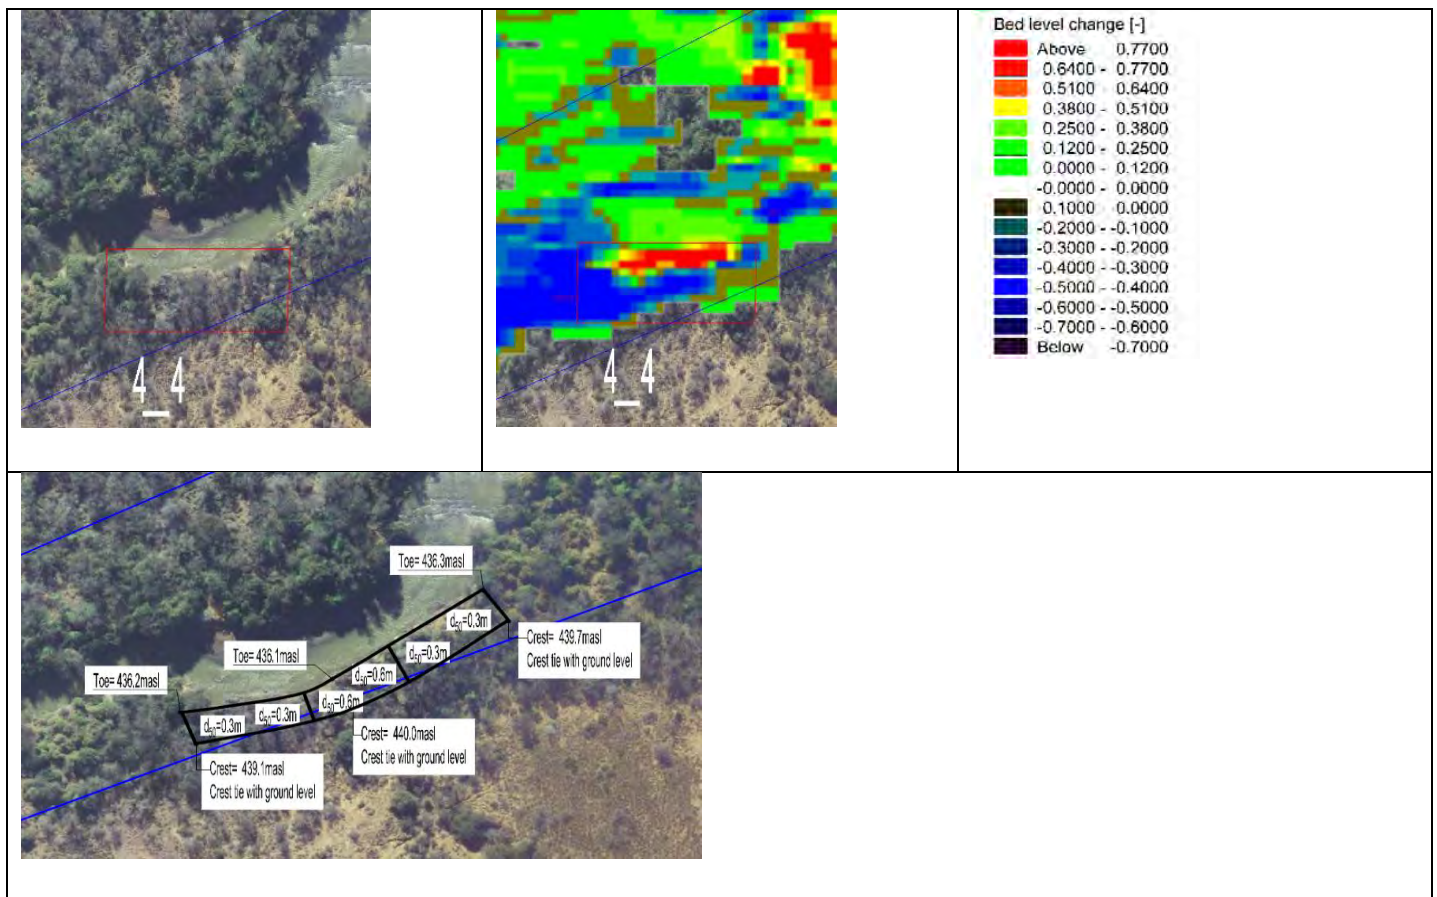 4 4
4 4
Bed level change [-]
Above 0.7700
0.6400 - 0.7700
0.5100 - 0.6400
0.3800 - 0.5100
0.2500 - 0.3800
0.1200 - 0.2500
0.0000 - 0.1200
-0.0000 - 0.0000
0.1000 0.0000
-0.2000 - -0.1000
-0.3000 - -0.2000
-0.4000 - -0.3000
-0.5000 - -0.4000
-0.6000 - -0.5000
-0.7000 - -0.6000
Below -0.7000
Toe= 436.3masl
d50=0.3m
Crest= 439.7masl
Crest tie with ground level
Toe= 436.1masl
d50=0.3m
d50=0.6m
Toe= 436.2masl
d50=0.6m
d50=0.3m
d50=0.3m
Crest= 440.0masl
Crest tie with ground level
Crest= 439.1masl
Crest tie with ground level